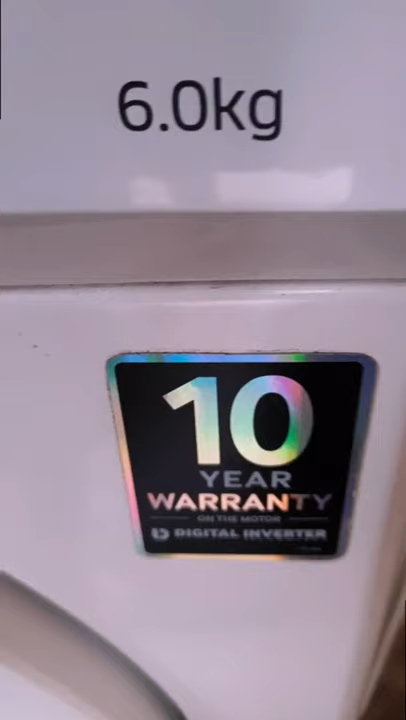 6.0kg
10
YEAR
WARRANTY
ON THE MOTOR
DIGITAL INVERTER